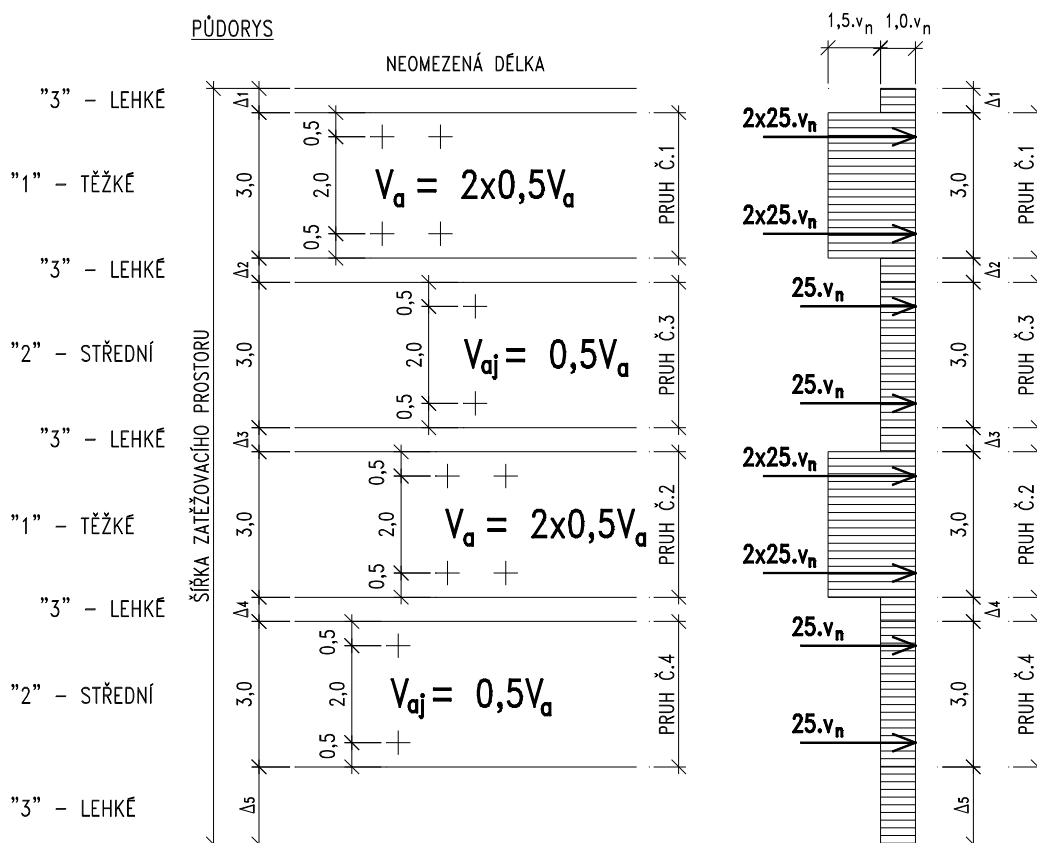 PŮDORYS
NEOMEZENÁ DÉLKA
1,5.vn 1,0.vn
"3" – LEHKÉ
"1" – TĚŽKÉ
"3" – LEHKÉ
"2" – STŘEDNÍ
"3" – LEHKÉ
"1" – TĚŽKÉ
"3" – LEHKÉ
"2" – STŘEDNÍ
"3" – LEHKÉ
ŠÍŘKA ZATĚŽOVACÍHO PROSTORU
Δ1
3,0
Δ2
3,0
Δ3
3,0
Δ4
3,0
Δ5
0,5
2,0
0,5
Va = 2x0,5Va
PRUH Č.1
0,5
2,0
0,5
Vaj = 0,5Va
PRUH Č.3
0,5
2,0
0,5
Va = 2x0,5Va
PRUH Č.2
0,5
2,0
0,5
Vaj = 0,5Va
PRUH Č.4
2x25.vn
2x25.vn
25.vn
25.vn
2x25.vn
2x25.vn
25.vn
25.vn
Δ1
3,0
Δ2
3,0
Δ3
3,0
Δ4
3,0
Δ5
PRUH Č.1
PRUH Č.3
PRUH Č.2
PRUH Č.4